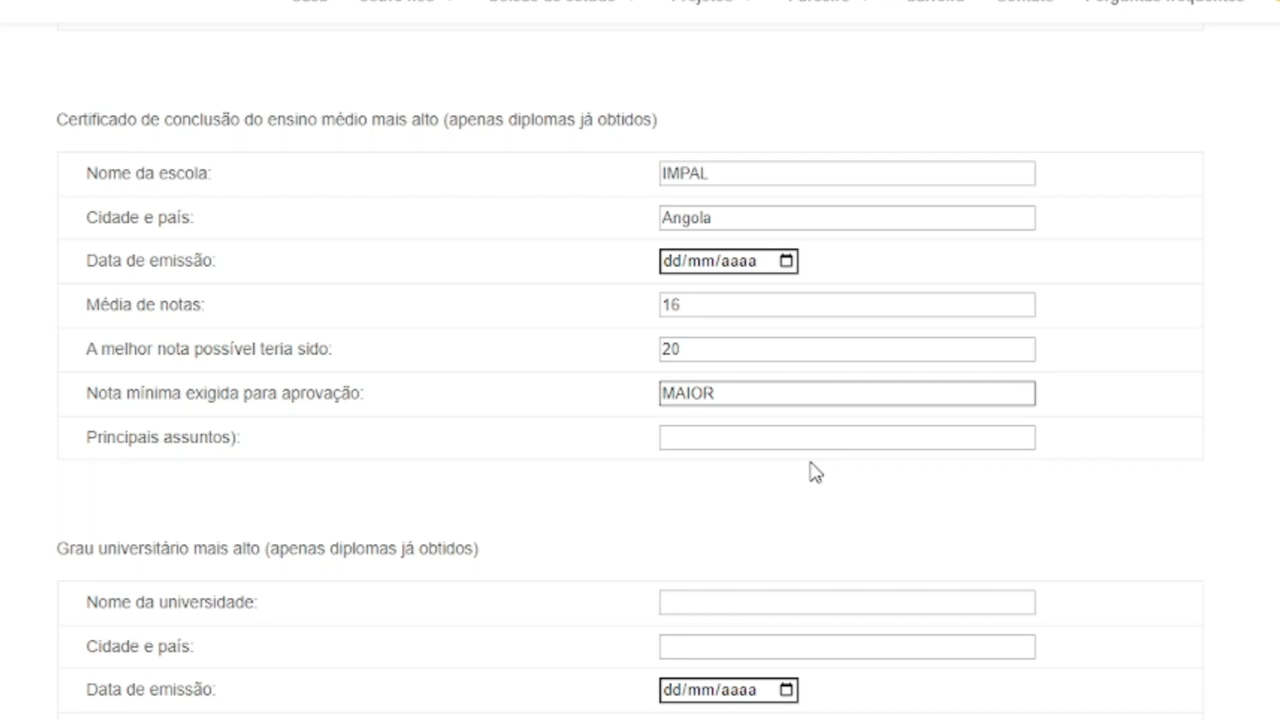 Certificado de conclusão do ensino médio mais alto (apenas diplomas já obtidos)
Nome da escola: IMPAL
Cidade e país: Angola
Data de emissão: dd/mm/aaaa
Média de notas: 16
A melhor nota possível teria sido: 20
Nota mínima exigida para aprovação: MAIOR
Principais assuntos):
Grau universitário mais alto (apenas diplomas já obtidos)
Nome da universidade:
Cidade e país:
Data de emissão: dd/mm/aaaa